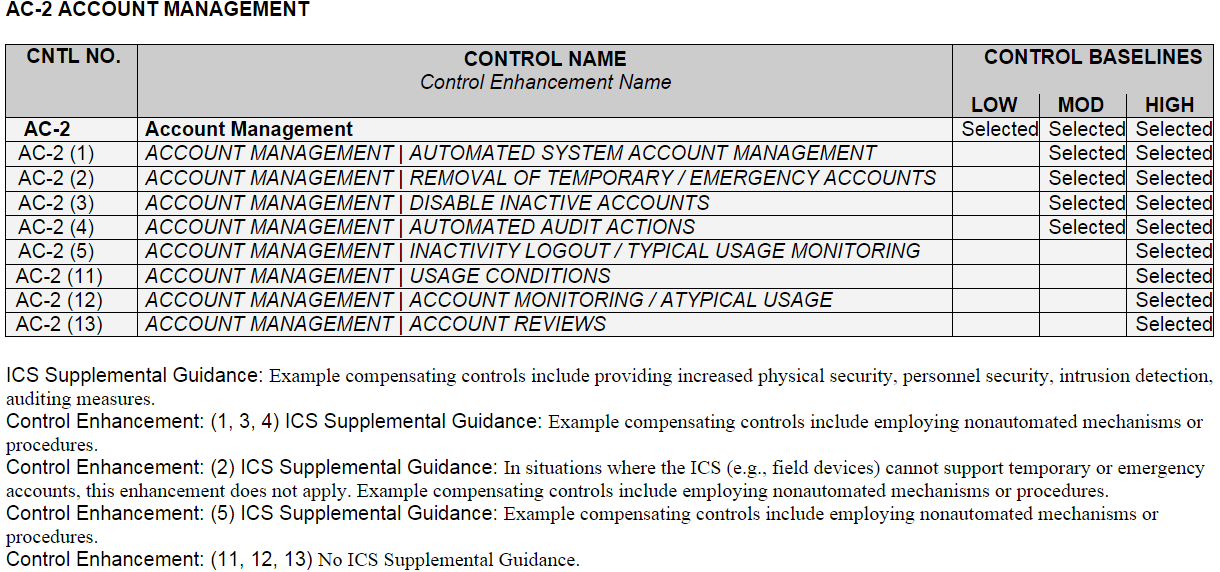 AC-2 ACCOUNT MANAGEMENT
CNTL NO. CONTROL NAME CONTROL BASELINES
Control Enhancement Name
LOW MOD HIGH
AC-2 Account Management Selected Selected Selected
AC-2 (1) ACCOUNT MANAGEMENT | AUTOMATED SYSTEM ACCOUNT MANAGEMENT Selected Selected
AC-2 (2) ACCOUNT MANAGEMENT | REMOVAL OF TEMPORARY / EMERGENCY ACCOUNTS Selected Selected
AC-2 (3) ACCOUNT MANAGEMENT | DISABLE INACTIVE ACCOUNTS Selected Selected
AC-2 (4) ACCOUNT MANAGEMENT | AUTOMATED AUDIT ACTIONS Selected Selected
AC-2 (5) ACCOUNT MANAGEMENT | INACTIVITY LOGOUT / TYPICAL USAGE MONITORING Selected
AC-2 (11) ACCOUNT MANAGEMENT | USAGE CONDITIONS Selected
AC-2 (12) ACCOUNT MANAGEMENT | ACCOUNT MONITORING / ATYPICAL USAGE Selected
AC-2 (13) ACCOUNT MANAGEMENT | ACCOUNT REVIEWS Selected
ICS Supplemental Guidance: Example compensating controls include providing increased physical security, personnel security, intrusion detection,
auditing measures.
Control Enhancement: (1, 3, 4) ICS Supplemental Guidance: Example compensating controls include employing nonautomated mechanisms or
procedures.
Control Enhancement: (2) ICS Supplemental Guidance: In situations where the ICS (e.g., field devices) cannot support temporary or emergency
accounts, this enhancement does not apply. Example compensating controls include employing nonautomated mechanisms or procedures.
Control Enhancement: (5) ICS Supplemental Guidance: Example compensating controls include employing nonautomated mechanisms or
procedures.
Control Enhancement: (11, 12, 13) No ICS Supplemental Guidance.